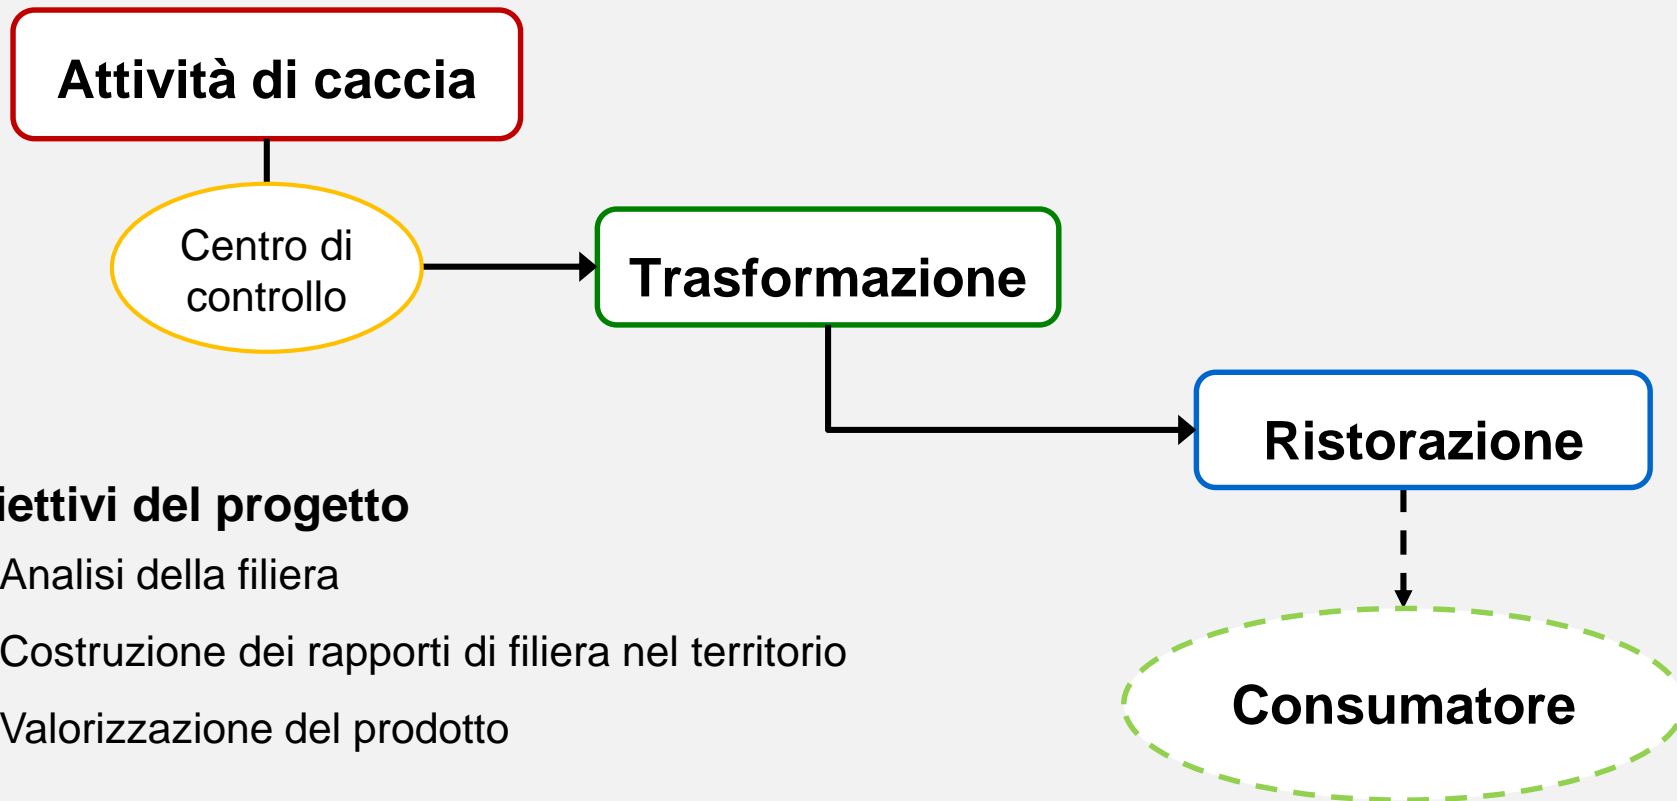 Attività di caccia
Centro di
controllo
Trasformazione
Ristorazione
iettivi del progetto
Analisi della filiera
Costruzione dei rapporti di filiera nel territorio
Valorizzazione del prodotto
Consumatore